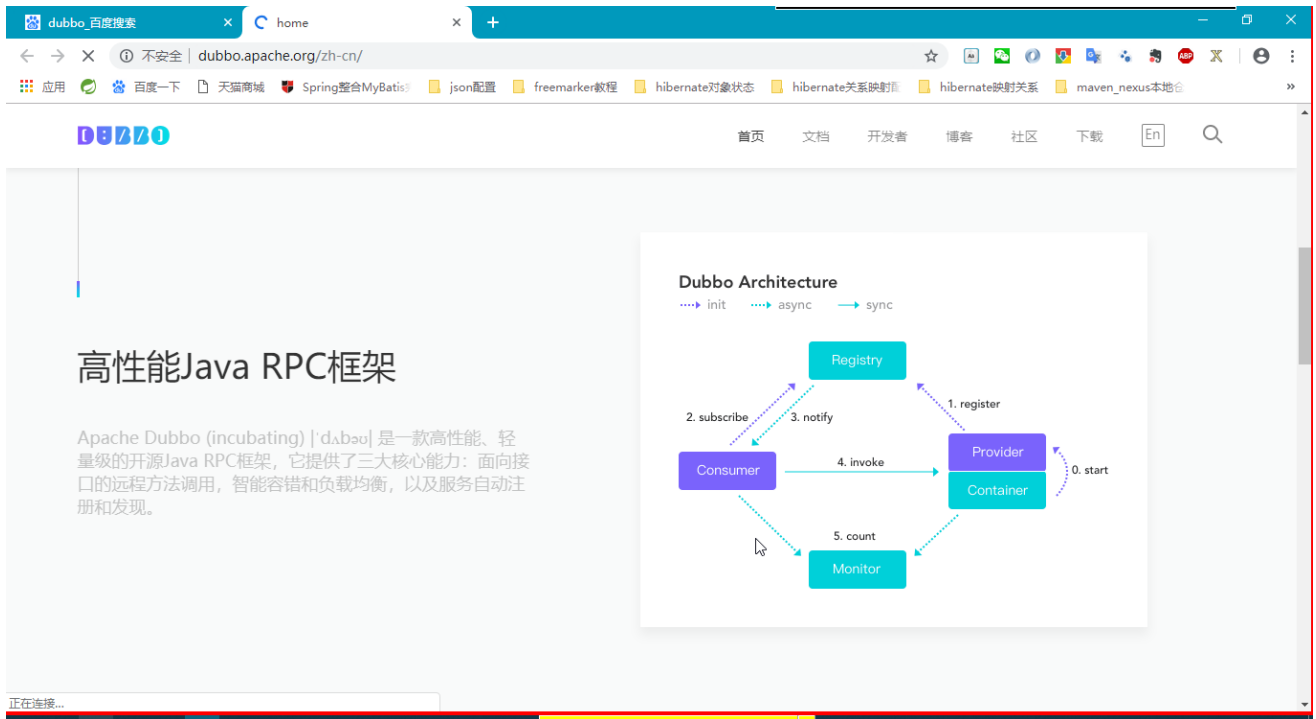 dubbo_百度搜索
home
不安全 | dubbo.apache.org/zh-cn/
ABP
应用
百度一下
天猫商城
Spring整合MyBatis
json配置
freemarker教程
hibernate对象状态
hibernate关系映射
hibernate映射关系
maven_nexus本地
DUBBO
首页
文档
开发者
博客
社区
下载
En
Dubbo Architecture
init
async
sync
高性能Java RPC框架
Registry
1. register
2. subscribe
3. notify
Apache Dubbo (incubating) |ˈdʌbəʊ| 是一款高性能、轻
量级的开源Java RPC框架，它提供了三大核心能力：面向接
口的远程方法调用，智能容错和负载均衡，以及服务自动注
册和发现。
Provider
4. invoke
Consumer
0. start
Container
5. count
Monitor
正在连接...